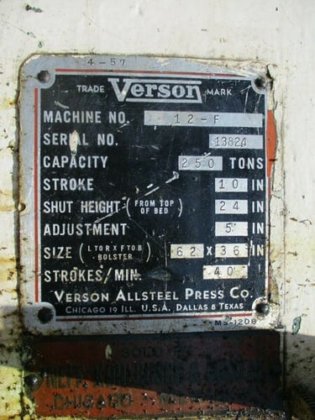 4-57
TRADE Verson MARK
MACHINE NO. 12-F
SERIAL NO. 13824
CAPACITY 250 TONS
STROKE 10 IN
SHUT HEIGHT (FROM TOP OF BED) 24 IN
ADJUSTMENT 5 IN
SIZE (L TO R X F TO B BOLSTER) 62 X 36 IN
STROKES/MIN. 40
VERSON ALLSTEEL PRESS CO.
CHICAGO 19 ILL. U.S.A. DALLAS 8 TEXAS
MS-120B
CHICAGO